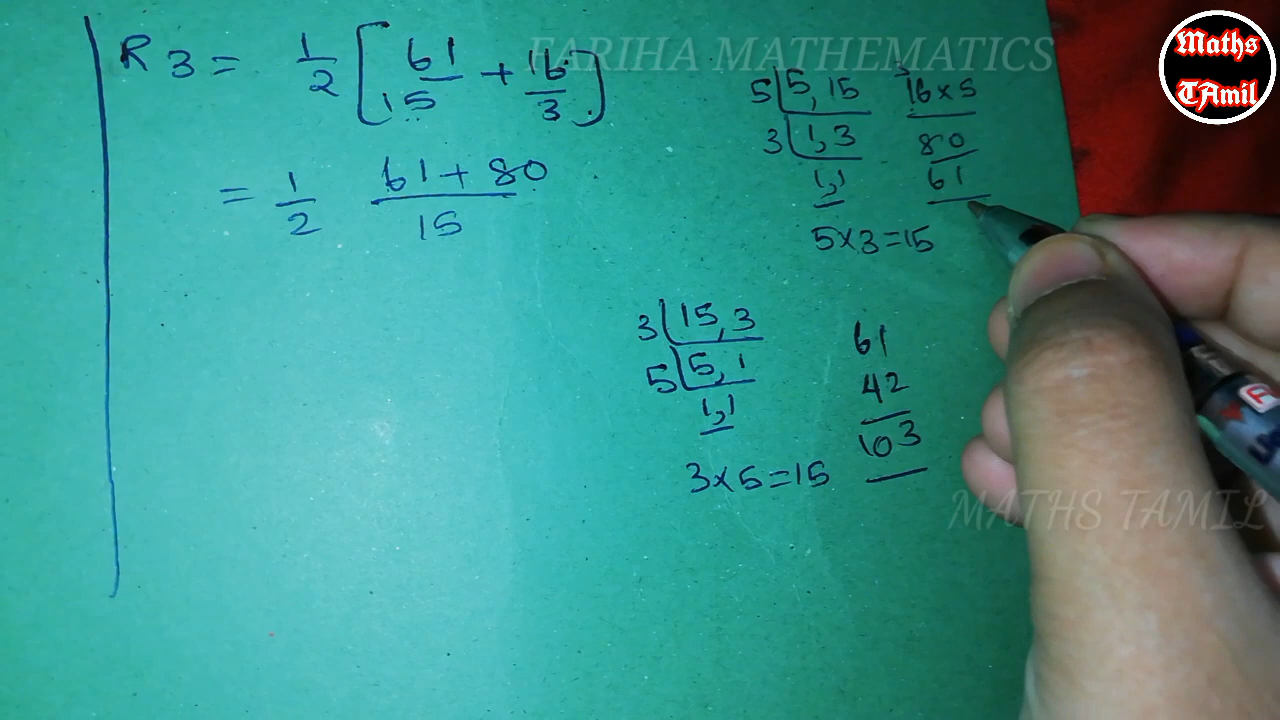 FARIHA MATHEMATICS
Maths
TAmil
R3 = 1/2 [61/15 + 16/3]
= 1/2 61 + 80/15
5 | 5, 15
3 | 1, 3
1, 1
5×3=15
16×5
80
61
3 | 15, 3
5 | 5, 1
1, 1
3×5=15
61
42
103
MATHS TAMIL